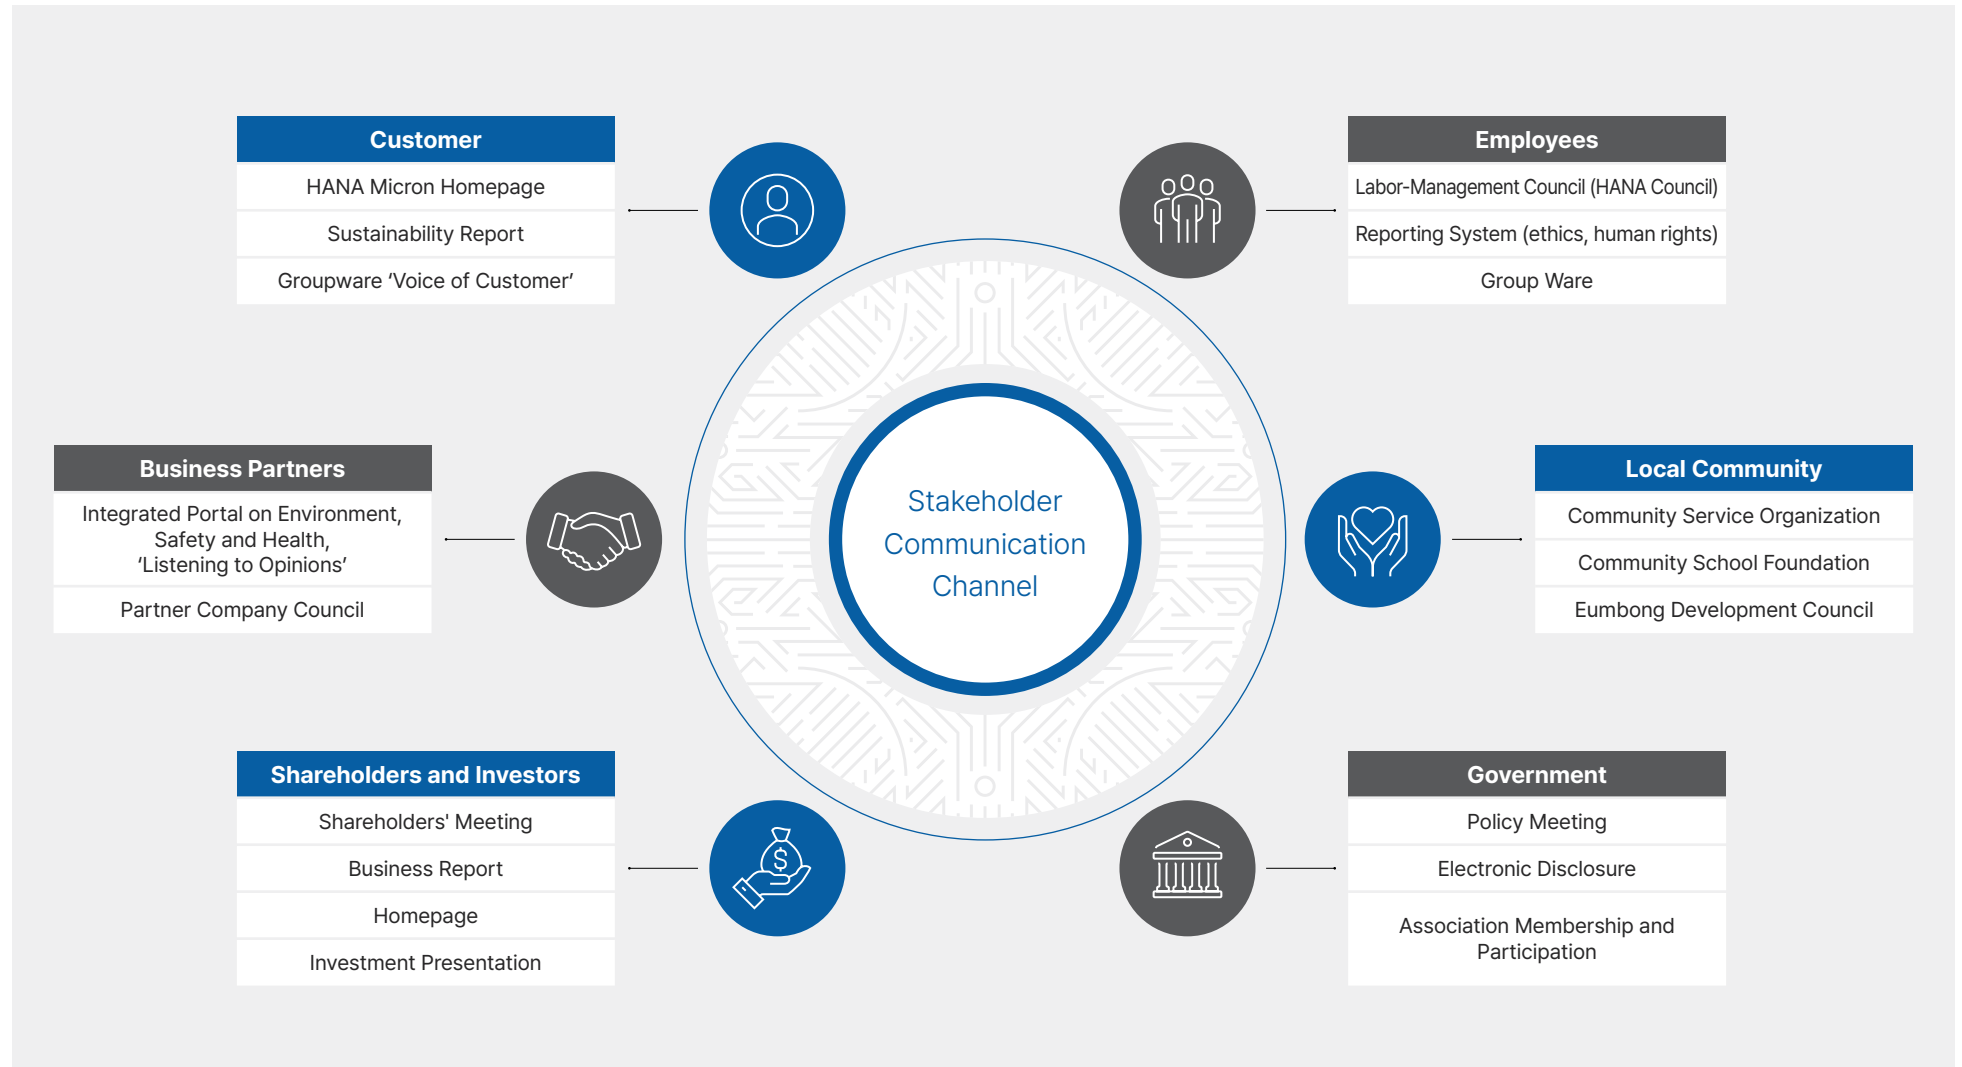 Customer
HANA Micron Homepage
Sustainability Report
Groupware ‘Voice of Customer’
Employees
Labor-Management Council (HANA Council)
Reporting System (ethics, human rights)
Group Ware
Business Partners
Integrated Portal on Environment,
Safety and Health,
‘Listening to Opinions’
Partner Company Council
Stakeholder
Communication
Channel
Local Community
Community Service Organization
Community School Foundation
Eumbong Development Council
Shareholders and Investors
Shareholders' Meeting
Business Report
Homepage
Investment Presentation
$
Government
Policy Meeting
Electronic Disclosure
Association Membership and
Participation